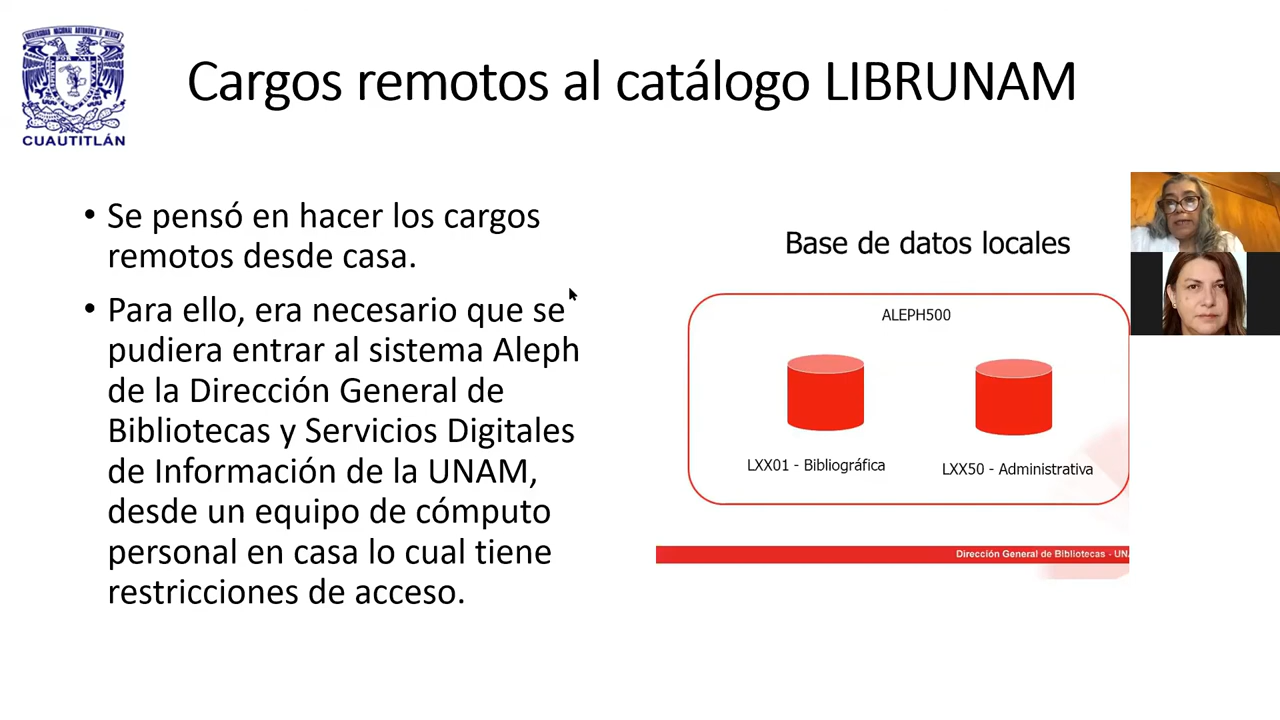 CUAUTITLÁN
Cargos remotos al catálogo LIBRUNAM
• Se pensó en hacer los cargos
remotos desde casa.
• Para ello, era necesario que se
pudiera entrar al sistema Aleph
de la Dirección General de
Bibliotecas y Servicios Digitales
de Información de la UNAM,
desde un equipo de cómputo
personal en casa lo cual tiene
restricciones de acceso.
Base de datos locales
ALEPH500
LXX01 - Bibliográfica
LXX50 - Administrativa
Dirección General de Bibliotecas - UNA